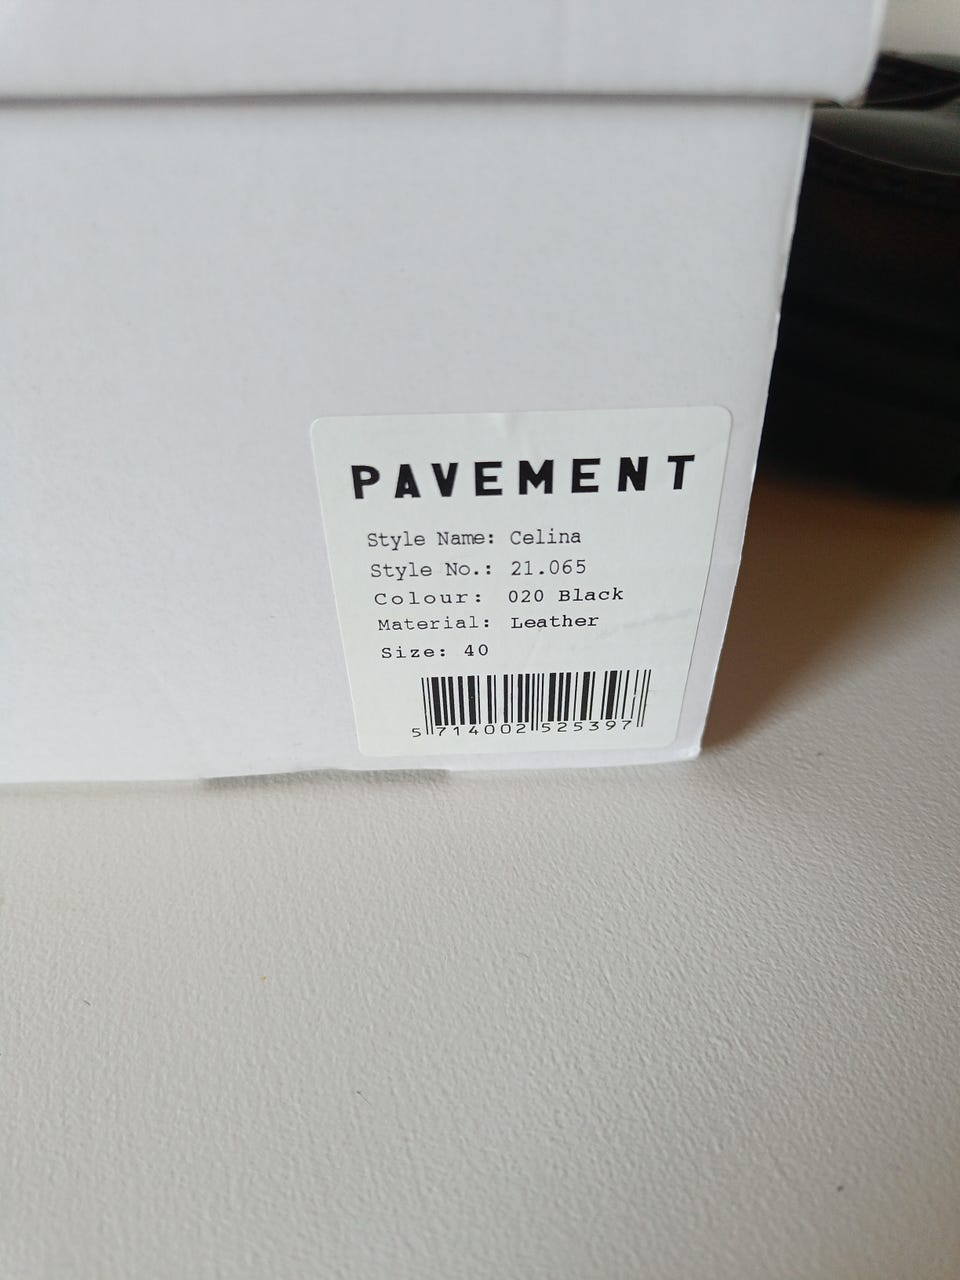 PAVEMENT
Style Name: Celina
Style No.: 21.065
Colour: 020 Black
Material: Leather
Size: 40
5 714002 525397